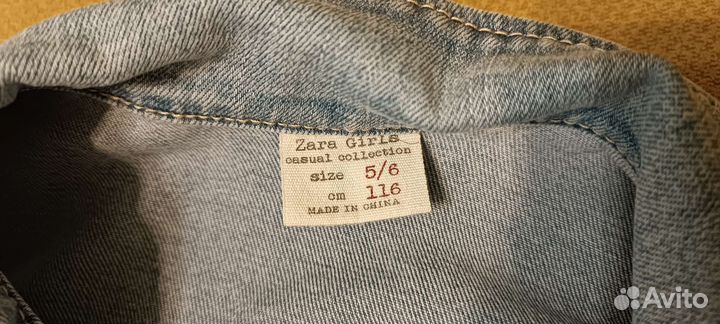 Zara Girls
casual collection
size 5/6
cm 116
MADE IN CHINA
Avito